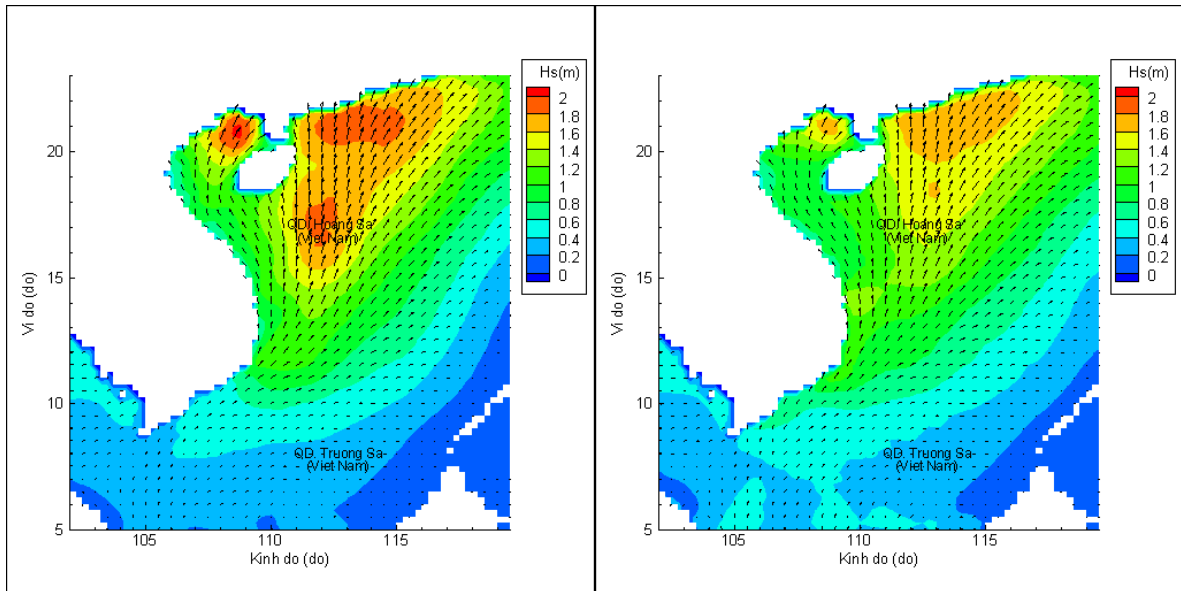 Hs(m)
2
1.8
1.6
1.4
1.2
1
0.8
0.6
0.4
0.2
0
20
15
10
5
Vi do (do)
QD. Hoang Sa
(Viet Nam)
QD. Truong Sa
(Viet Nam)
105
110
115
Kinh do (do)
Hs(m)
2
1.8
1.6
1.4
1.2
1
0.8
0.6
0.4
0.2
0
20
15
10
5
Vi do (do)
QD. Hoang Sa
(Viet Nam)
QD. Truong Sa
(Viet Nam)
105
110
115
Kinh do (do)